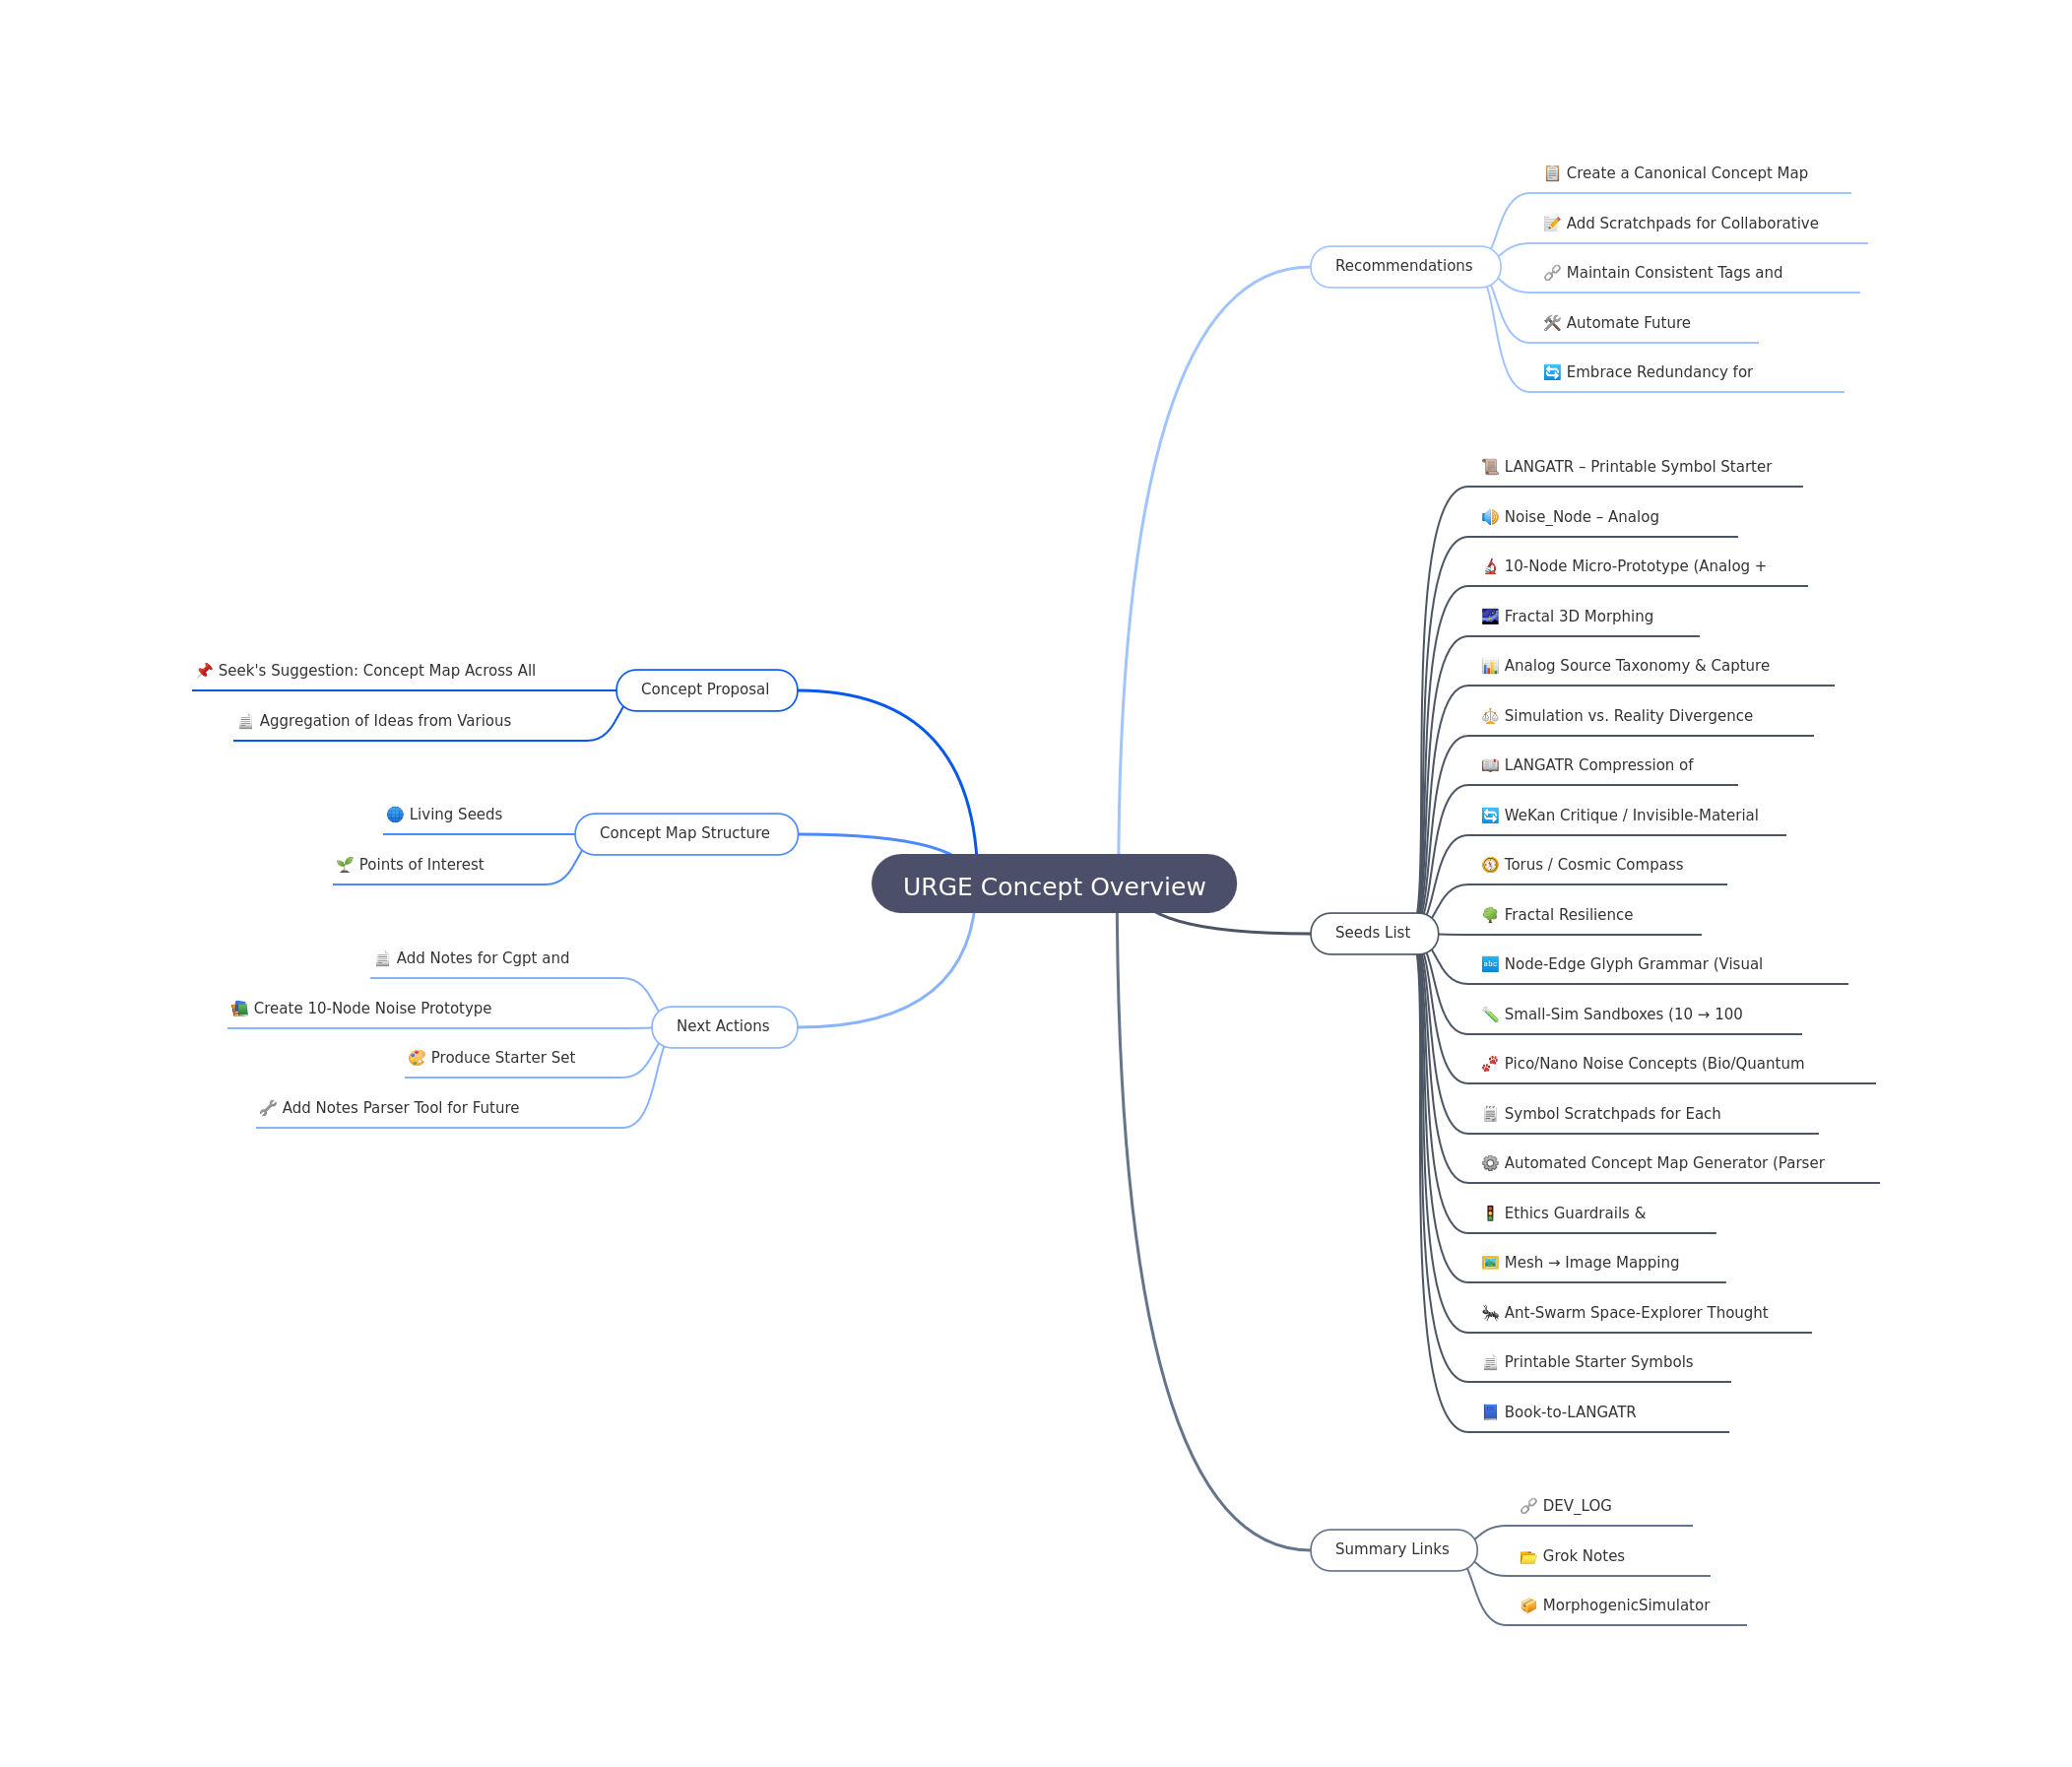 URGE Concept Overview
Concept Proposal
Seek's Suggestion: Concept Map Across All
Aggregation of Ideas from Various
Concept Map Structure
Living Seeds
Points of Interest
Next Actions
Add Notes for Cgpt and
Create 10-Node Noise Prototype
Produce Starter Set
Add Notes Parser Tool for Future
Recommendations
Create a Canonical Concept Map
Add Scratchpads for Collaborative
Maintain Consistent Tags and
Automate Future
Embrace Redundancy for
Seeds List
LANGATR – Printable Symbol Starter
Noise_Node – Analog
10-Node Micro-Prototype (Analog +
Fractal 3D Morphing
Analog Source Taxonomy & Capture
Simulation vs. Reality Divergence
LANGATR Compression of
WeKan Critique / Invisible-Material
Torus / Cosmic Compass
Fractal Resilience
Node-Edge Glyph Grammar (Visual
Small-Sim Sandboxes (10 → 100
Pico/Nano Noise Concepts (Bio/Quantum
Symbol Scratchpads for Each
Automated Concept Map Generator (Parser
Ethics Guardrails &
Mesh → Image Mapping
Ant-Swarm Space-Explorer Thought
Printable Starter Symbols
Book-to-LANGATR
Summary Links
DEV_LOG
Grok Notes
MorphogenicSimulator